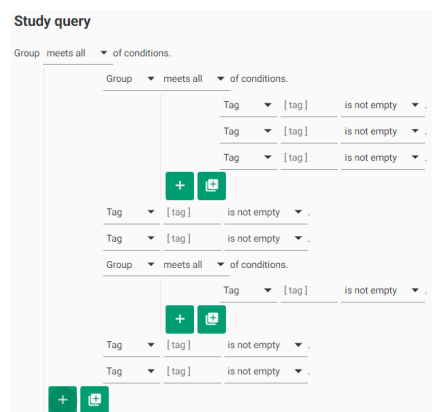 Study query
Group meets all of conditions.
Group meets all of conditions.
Tag [ tag ] is not empty .
Tag [ tag ] is not empty .
Tag [ tag ] is not empty .
+
Tag [ tag ] is not empty .
Tag [ tag ] is not empty .
Group meets all of conditions.
Tag [ tag ] is not empty .
+
Tag [ tag ] is not empty .
Tag [ tag ] is not empty .
+